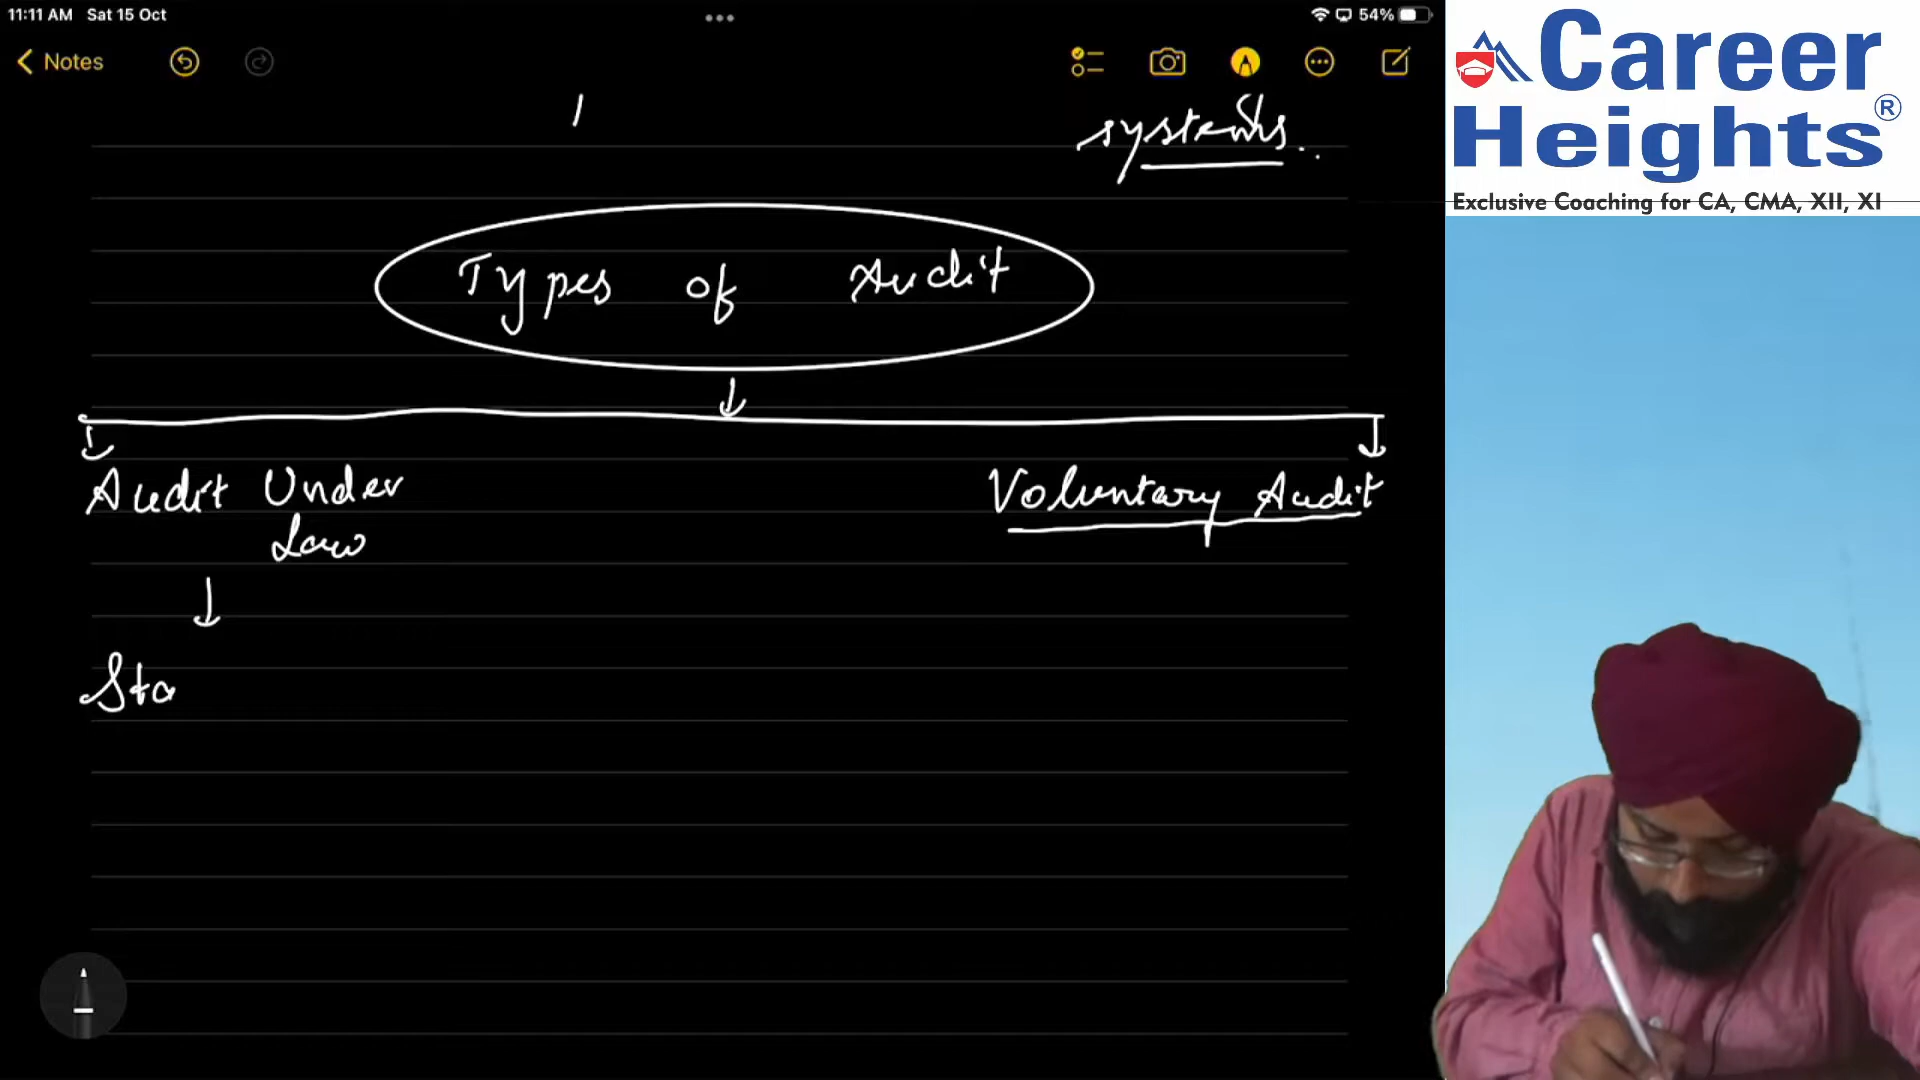 11:11 AM Sat 15 Oct
54%
Notes
systems..
Types of Audit
Audit Under
Law
Voluntary Audit
Sta
Career
Heights®
Exclusive Coaching for CA, CMA, XII, XI